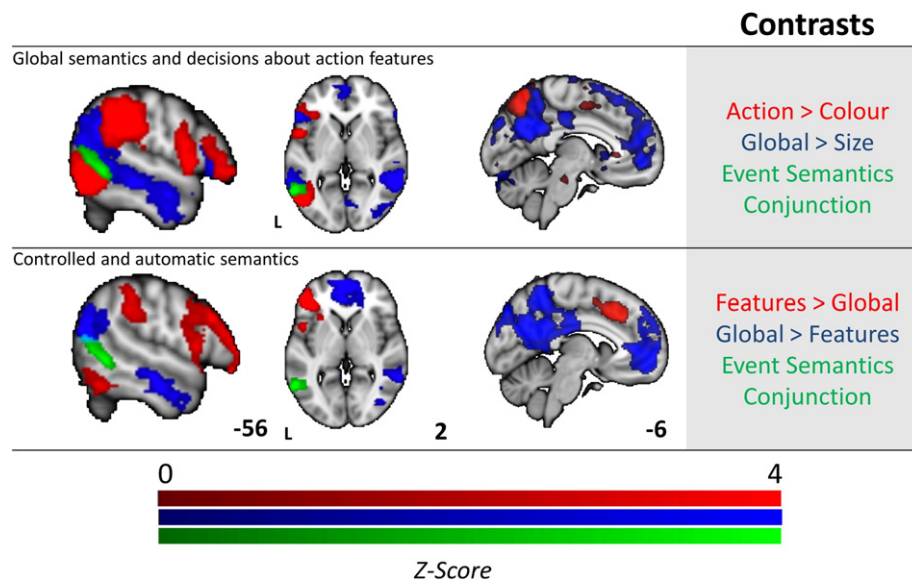 Contrasts
Global semantics and decisions about action features
Action > Colour
Global > Size
Event Semantics
Conjunction
L
Controlled and automatic semantics
Features > Global
Global > Features
Event Semantics
Conjunction
-56
L
2
-6
0
4
Z-Score